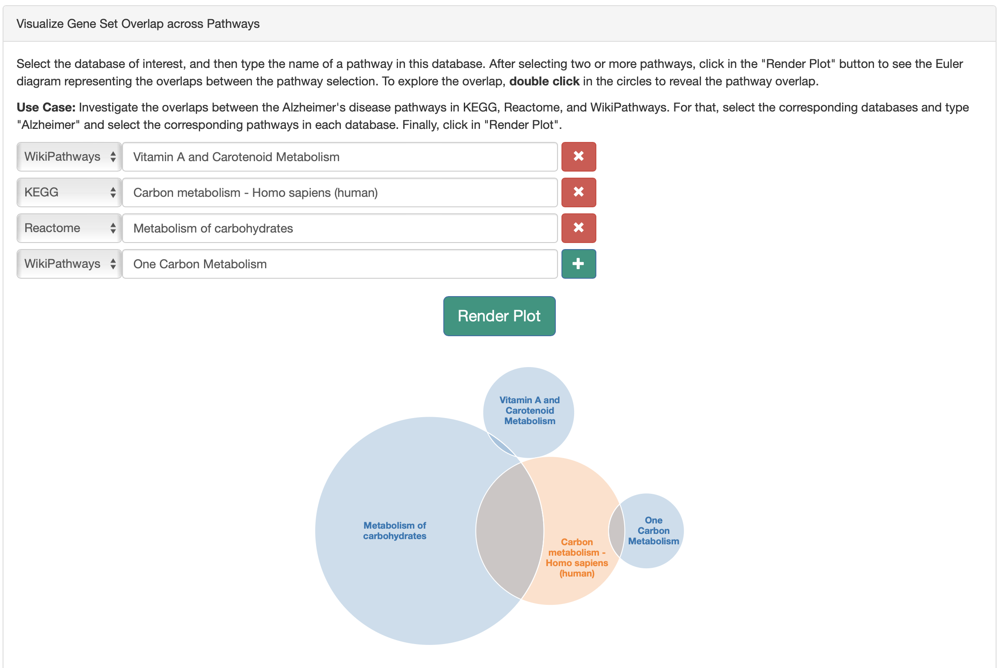 Visualize Gene Set Overlap across Pathways
Select the database of interest, and then type the name of a pathway in this database. After selecting two or more pathways, click in the "Render Plot" button to see the Euler
diagram representing the overlaps between the pathway selection. To explore the overlap, double click in the circles to reveal the pathway overlap.
Use Case: Investigate the overlaps between the Alzheimer's disease pathways in KEGG, Reactome, and WikiPathways. For that, select the corresponding databases and type
"Alzheimer" and select the corresponding pathways in each database. Finally, click in "Render Plot".
WikiPathways Vitamin A and Carotenoid Metabolism
KEGG Carbon metabolism - Homo sapiens (human)
Reactome Metabolism of carbohydrates
WikiPathways One Carbon Metabolism
Render Plot
Vitamin A and
Carotenoid
Metabolism
Metabolism of
carbohydrates
Carbon
metabolism -
Homo sapiens
(human)
One
Carbon
Metabolism